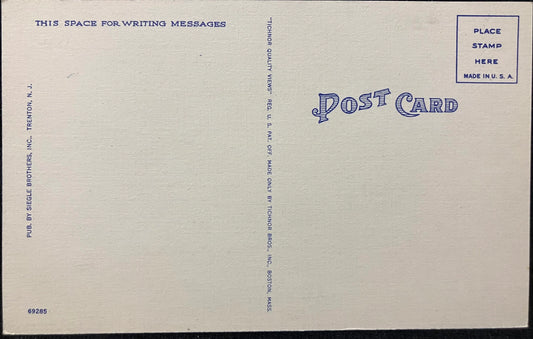 THIS SPACE FOR WRITING MESSAGES
PUB. BY SIEGLE BROTHERS, INC., TRENTON, N. J.
69285
"TICHNOR QUALITY VIEWS" REG. U. S. PAT. OFF. MADE ONLY BY TICHNOR BROS., INC., BOSTON, MASS.
POST CARD
PLACE
STAMP
HERE
MADE IN U. S. A.